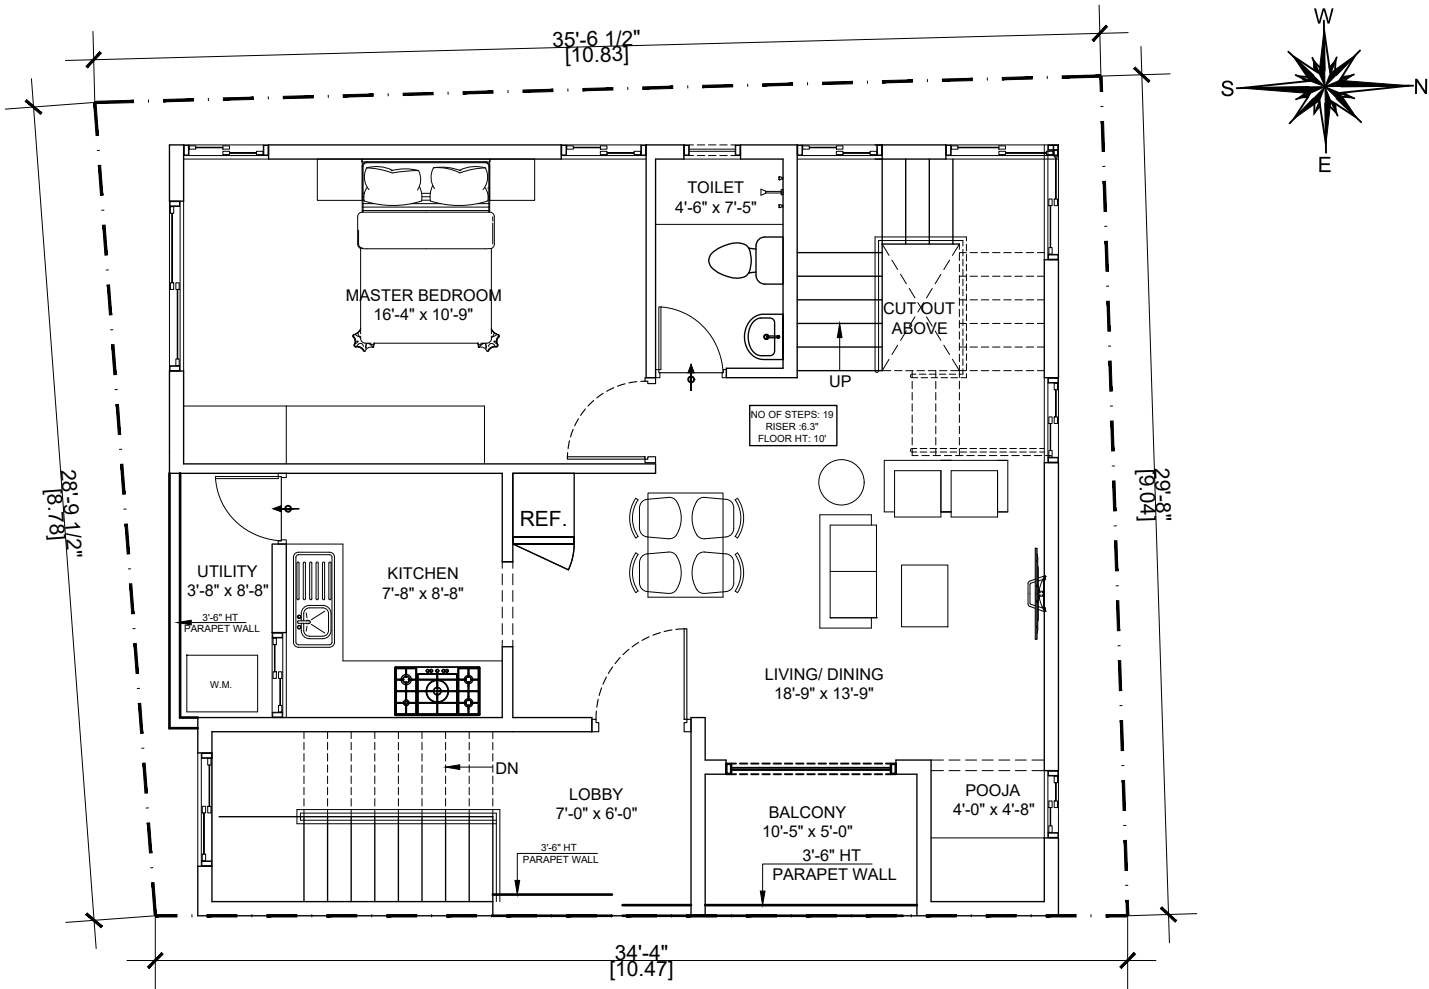 35'-6 1/2"
[10.83]
W
S
N
E
TOILET
4'-6" x 7'-5"
MASTER BEDROOM
16'-4" x 10'-9"
CUT OUT
ABOVE
UP
NO OF STEPS: 19
RISER :6.3"
FLOOR HT: 10'
28'-9 1/2"
[8.78]
29'-8"
[9.04]
REF.
UTILITY
3'-8" x 8'-8"
KITCHEN
7'-8" x 8'-8"
3'-6" HT
PARAPET WALL
W.M.
LIVING/ DINING
18'-9" x 13'-9"
DN
LOBBY
7'-0" x 6'-0"
POOJA
4'-0" x 4'-8"
BALCONY
10'-5" x 5'-0"
3'-6" HT
PARAPET WALL
3'-6" HT
PARAPET WALL
34'-4"
[10.47]